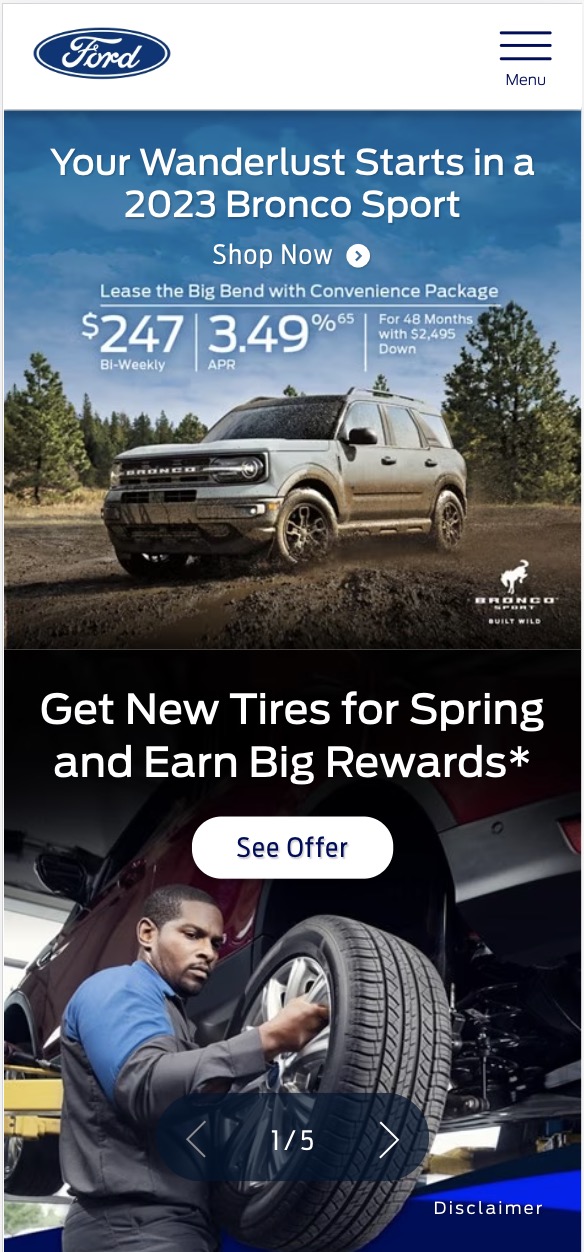 Ford
Menu
Your Wanderlust Starts in a
2023 Bronco Sport
Shop Now
Lease the Big Bend with Convenience Package
$247
Bi-Weekly
3.49%65
APR
For 48 Months
with $2,495
Down
BRONCO
BRONCO
SPORT
BUILT WILD
Get New Tires for Spring
and Earn Big Rewards*
See Offer
1/5
Disclaimer